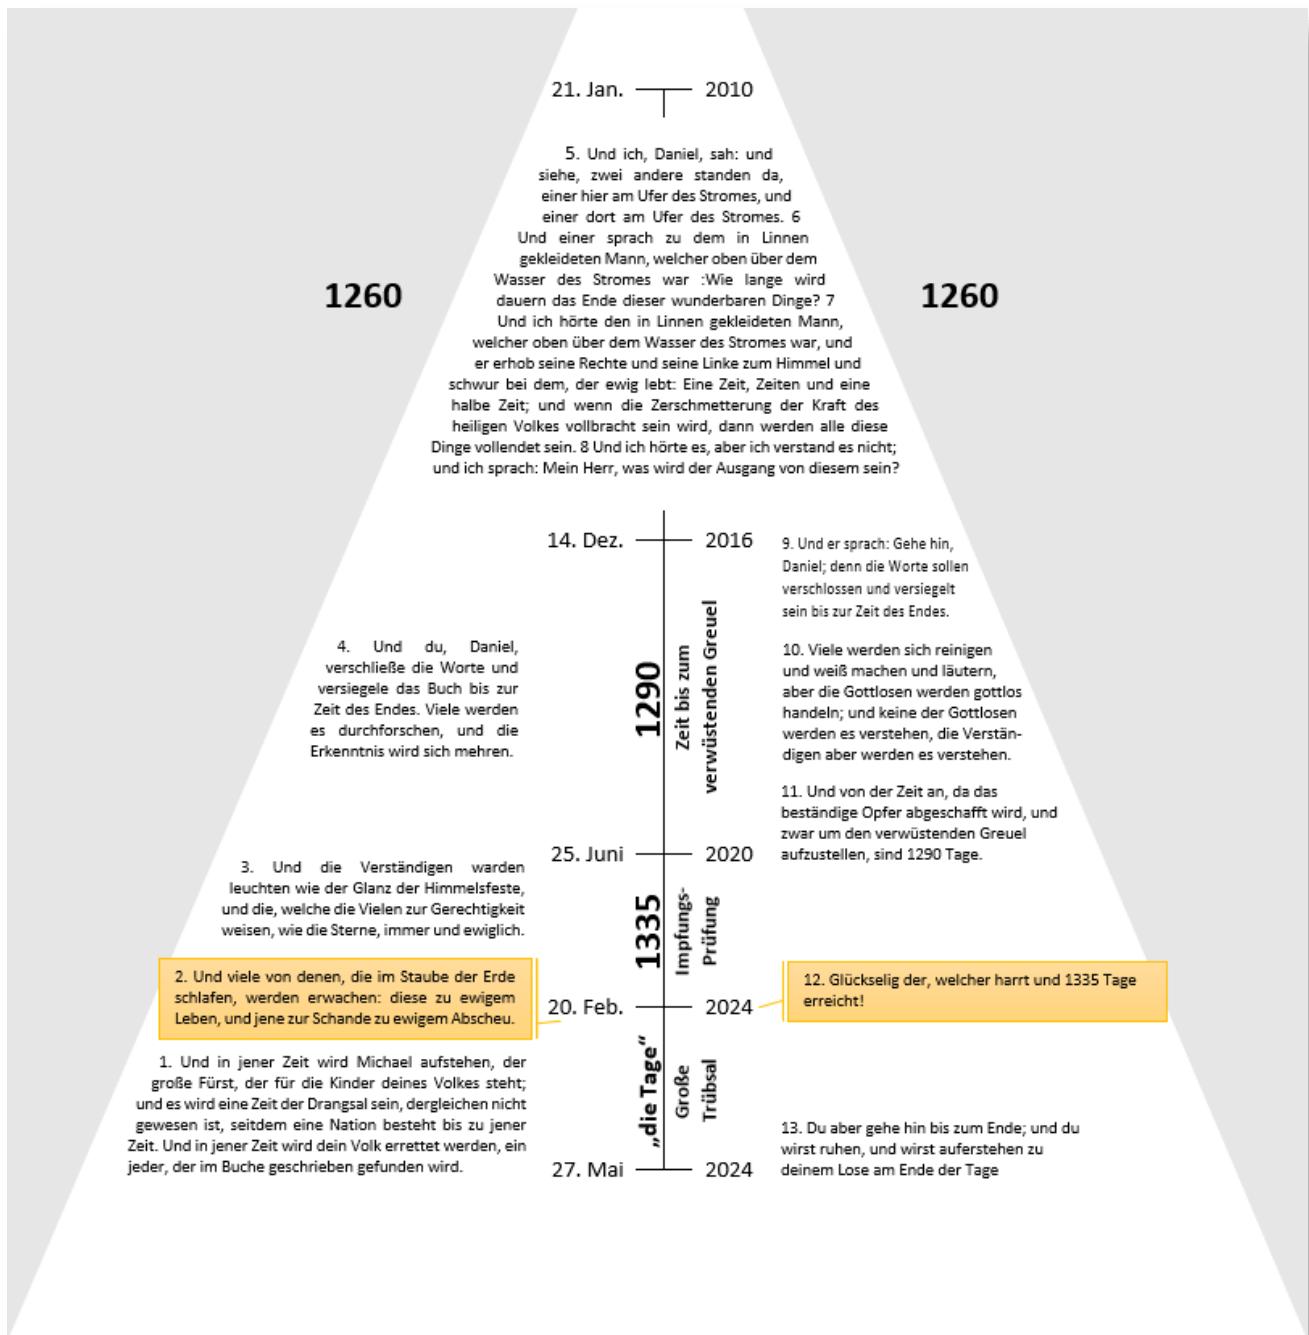 21. Jan. 2010
5. Und ich, Daniel, sah: und
siehe, zwei andere standen da,
einer hier am Ufer des Stromes, und
einer dort am Ufer des Stromes. 6
Und einer sprach zu dem in Linnen
gekleideten Mann, welcher oben über dem
Wasser des Stromes war :Wie lange wird
dauern das Ende dieser wunderbaren Dinge? 7
Und ich hörte den in Linnen gekleideten Mann,
welcher oben über dem Wasser des Stromes war, und
er erhob seine Rechte und seine Linke zum Himmel und
schwur bei dem, der ewig lebt: Eine Zeit, Zeiten und eine
halbe Zeit; und wenn die Zerschmetterung der Kraft des
heiligen Volkes vollbracht sein wird, dann werden alle diese
Dinge vollendet sein. 8 Und ich hörte es, aber ich verstand es nicht;
und ich sprach: Mein Herr, was wird der Ausgang von diesem sein?
1260
1260
14. Dez. 2016
9. Und er sprach: Gehe hin,
Daniel; denn die Worte sollen
verschlossen und versiegelt
sein bis zur Zeit des Endes.
4. Und du, Daniel,
verschließe die Worte und
versiegele das Buch bis zur
Zeit des Endes. Viele werden
es durchforschen, und die
Erkenntnis wird sich mehren.
1290
Zeit bis zum
verwüstenden Greuel
10. Viele werden sich reinigen
und weiß machen und läutern,
aber die Gottlosen werden gottlos
handeln; und keine der Gottlosen
werden es verstehen, die Verstän-
digen aber werden es verstehen.
11. Und von der Zeit an, da das
beständige Opfer abgeschafft wird, und
zwar um den verwüstenden Greuel
aufzustellen, sind 1290 Tage.
25. Juni 2020
3. Und die Verständigen warden
leuchten wie der Glanz der Himmelsfeste,
und die, welche die Vielen zur Gerechtigkeit
weisen, wie die Sterne, immer und ewiglich.
1335
Impfungs-
Prüfung
2. Und viele von denen, die im Staube der Erde
schlafen, werden erwachen: diese zu ewigem
Leben, und jene zur Schande zu ewigem Abscheu.
12. Glückselig der, welcher harrt und 1335 Tage
erreicht!
20. Feb. 2024
1. Und in jener Zeit wird Michael aufstehen, der
große Fürst, der für die Kinder deines Volkes steht;
und es wird eine Zeit der Drangsal sein, dergleichen nicht
gewesen ist, seitdem eine Nation besteht bis zu jener
Zeit. Und in jener Zeit wird dein Volk errettet werden, ein
jeder, der im Buche geschrieben gefunden wird.
„die Tage“
Große
Trübsal
13. Du aber gehe hin bis zum Ende; und du
wirst ruhen, und wirst auferstehen zu
deinem Lose am Ende der Tage
27. Mai 2024